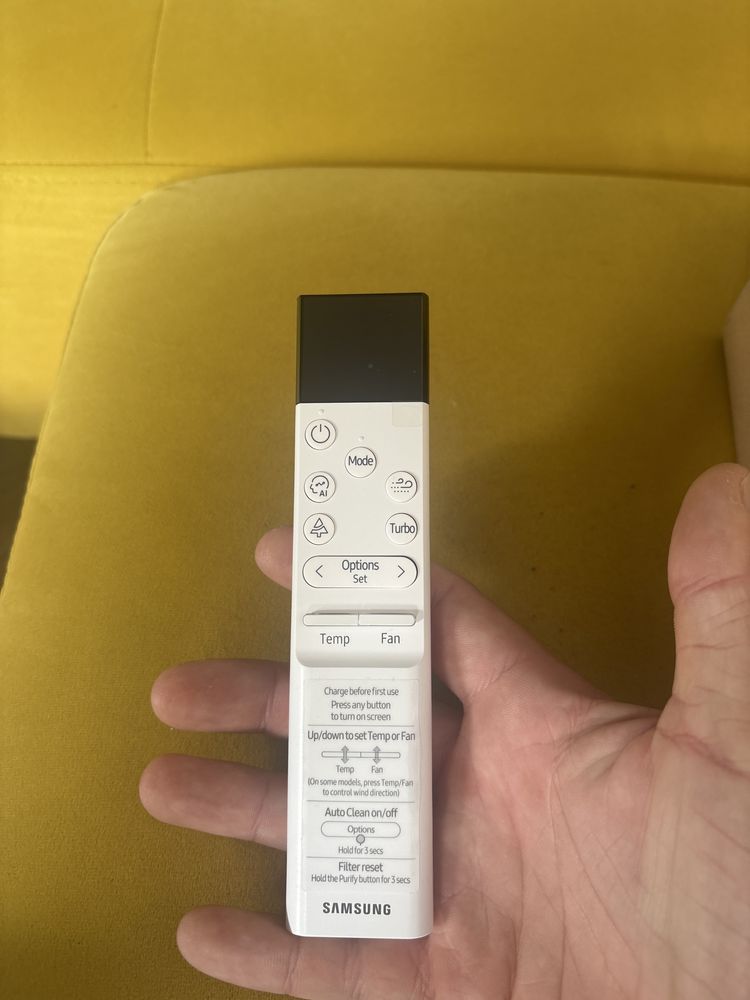 Mode
AI
Turbo
Options
Set
Temp Fan
Charge before first use
Press any button
to turn on screen
Up/down to set Temp or Fan
Temp Fan
(On some models, press Temp/Fan
to control wind direction)
Auto Clean on/off
Options
Hold for 3 secs
Filter reset
Hold the Purify button for 3 secs
SAMSUNG